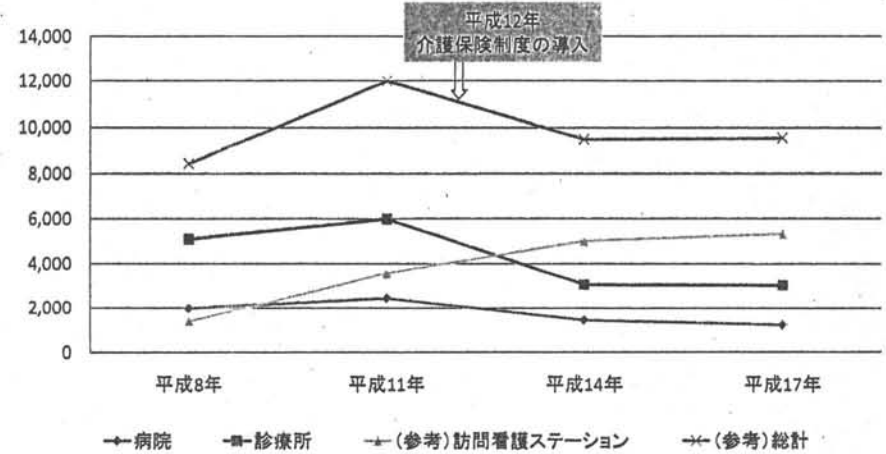 平成12年
介護保険制度の導入
14,000
12,000
10,000
8,000
6,000
4,000
2,000
0
平成8年 平成11年 平成14年 平成17年
病院 診療所 (参考)訪問看護ステーション (参考)総計